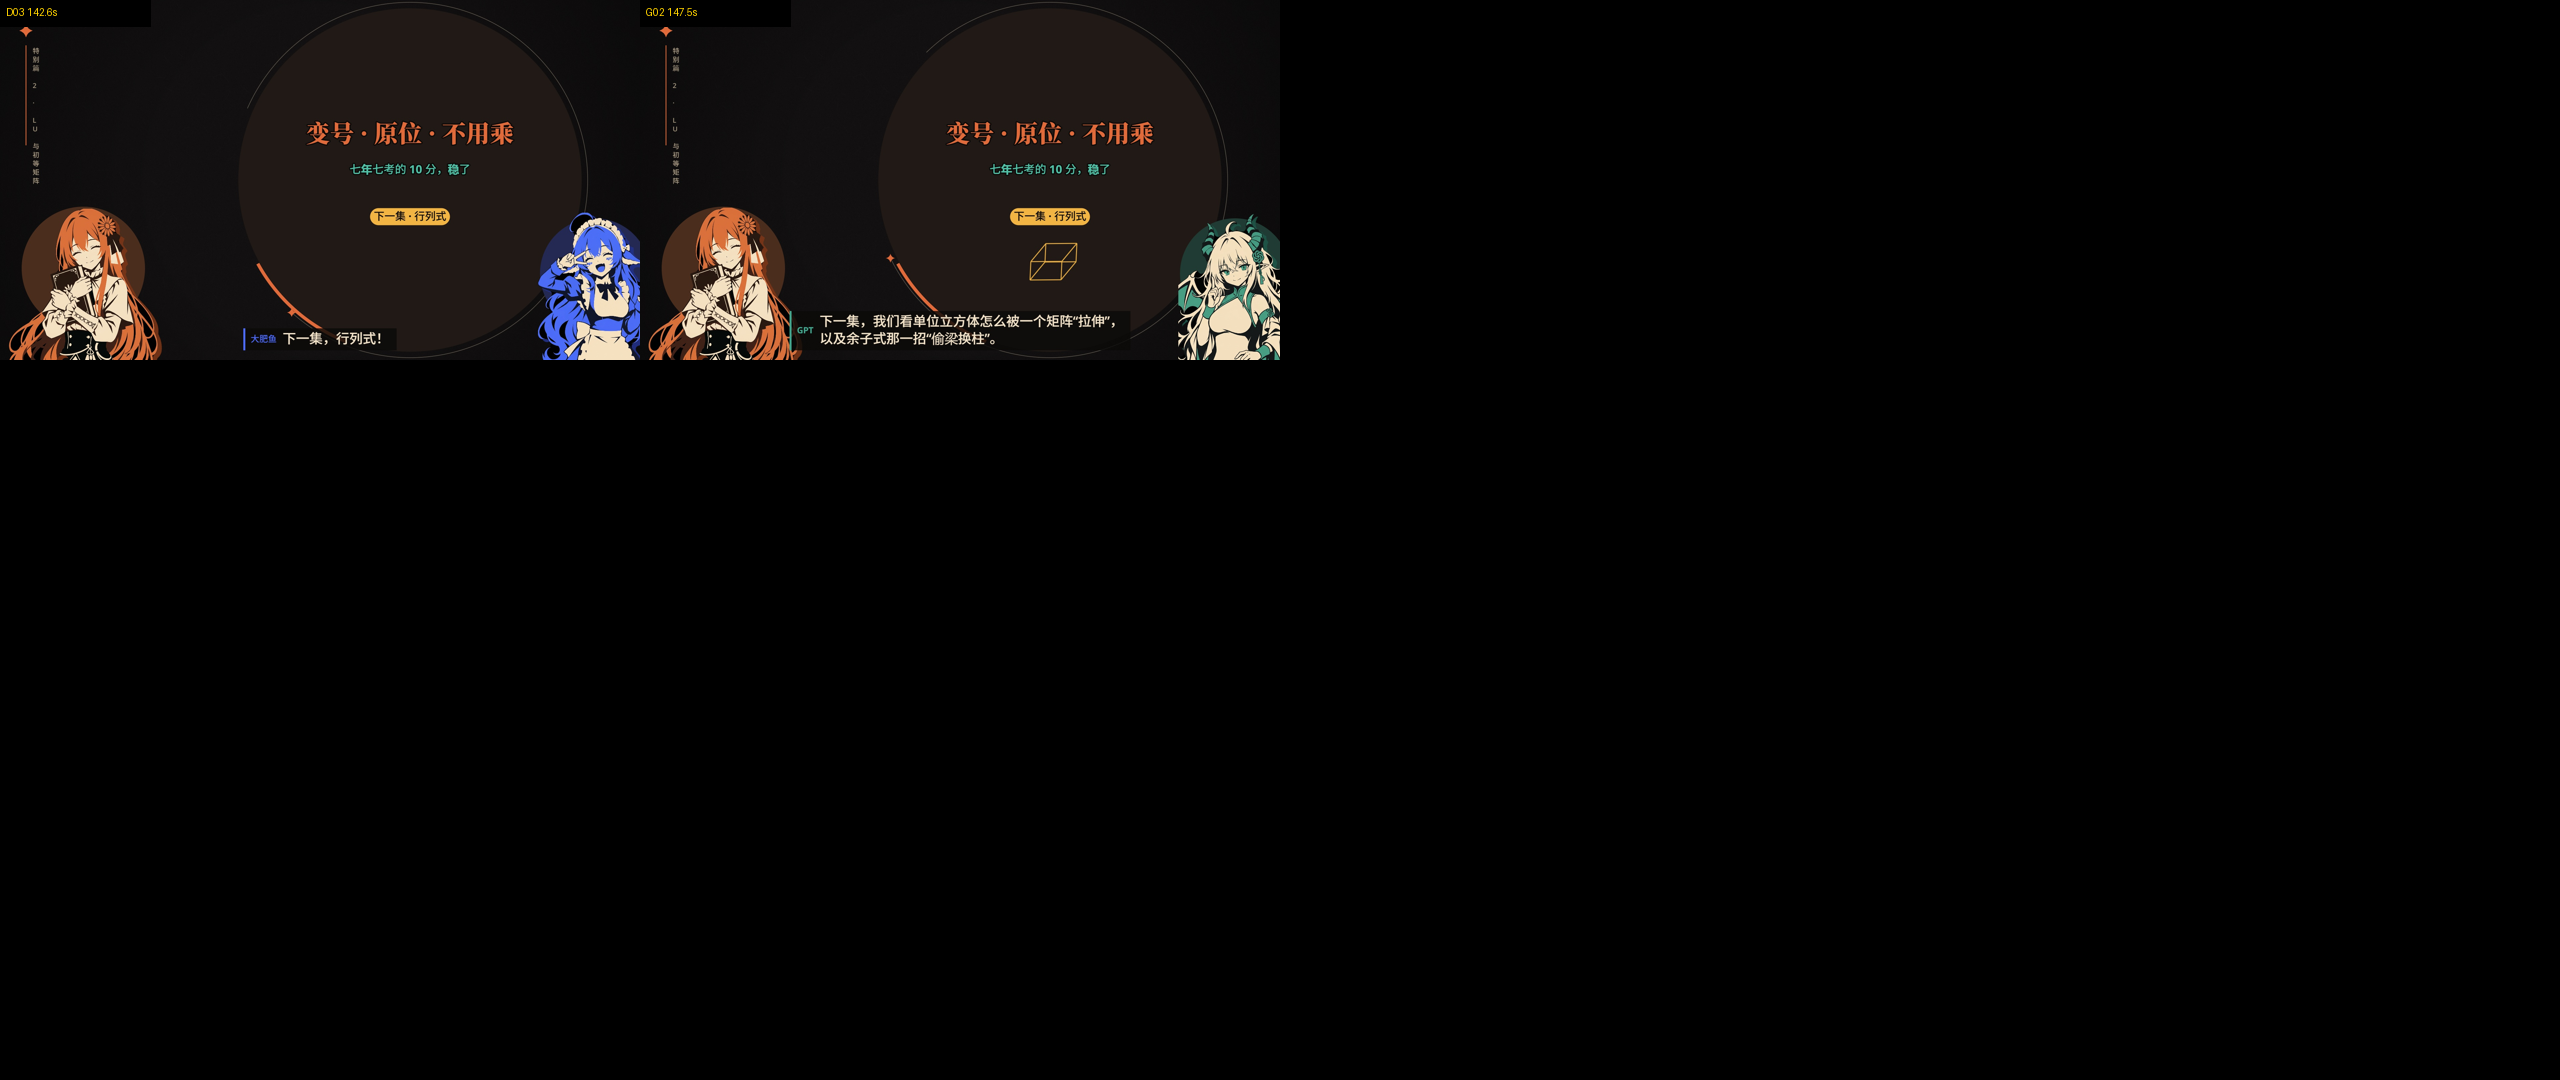 D03 142.6s
特别篇 2 · LU 与初等矩阵
变号·原位·不用乘
七年七考的 10 分，稳了
下一集·行列式
大肥鱼 下一集，行列式！
G02 147.5s
特别篇 2 · LU 与初等矩阵
变号·原位·不用乘
七年七考的 10 分，稳了
下一集·行列式
GPT 下一集，我们看单位立方体怎么被一个矩阵“拉伸”，
以及余子式那一招“偷梁换柱”。